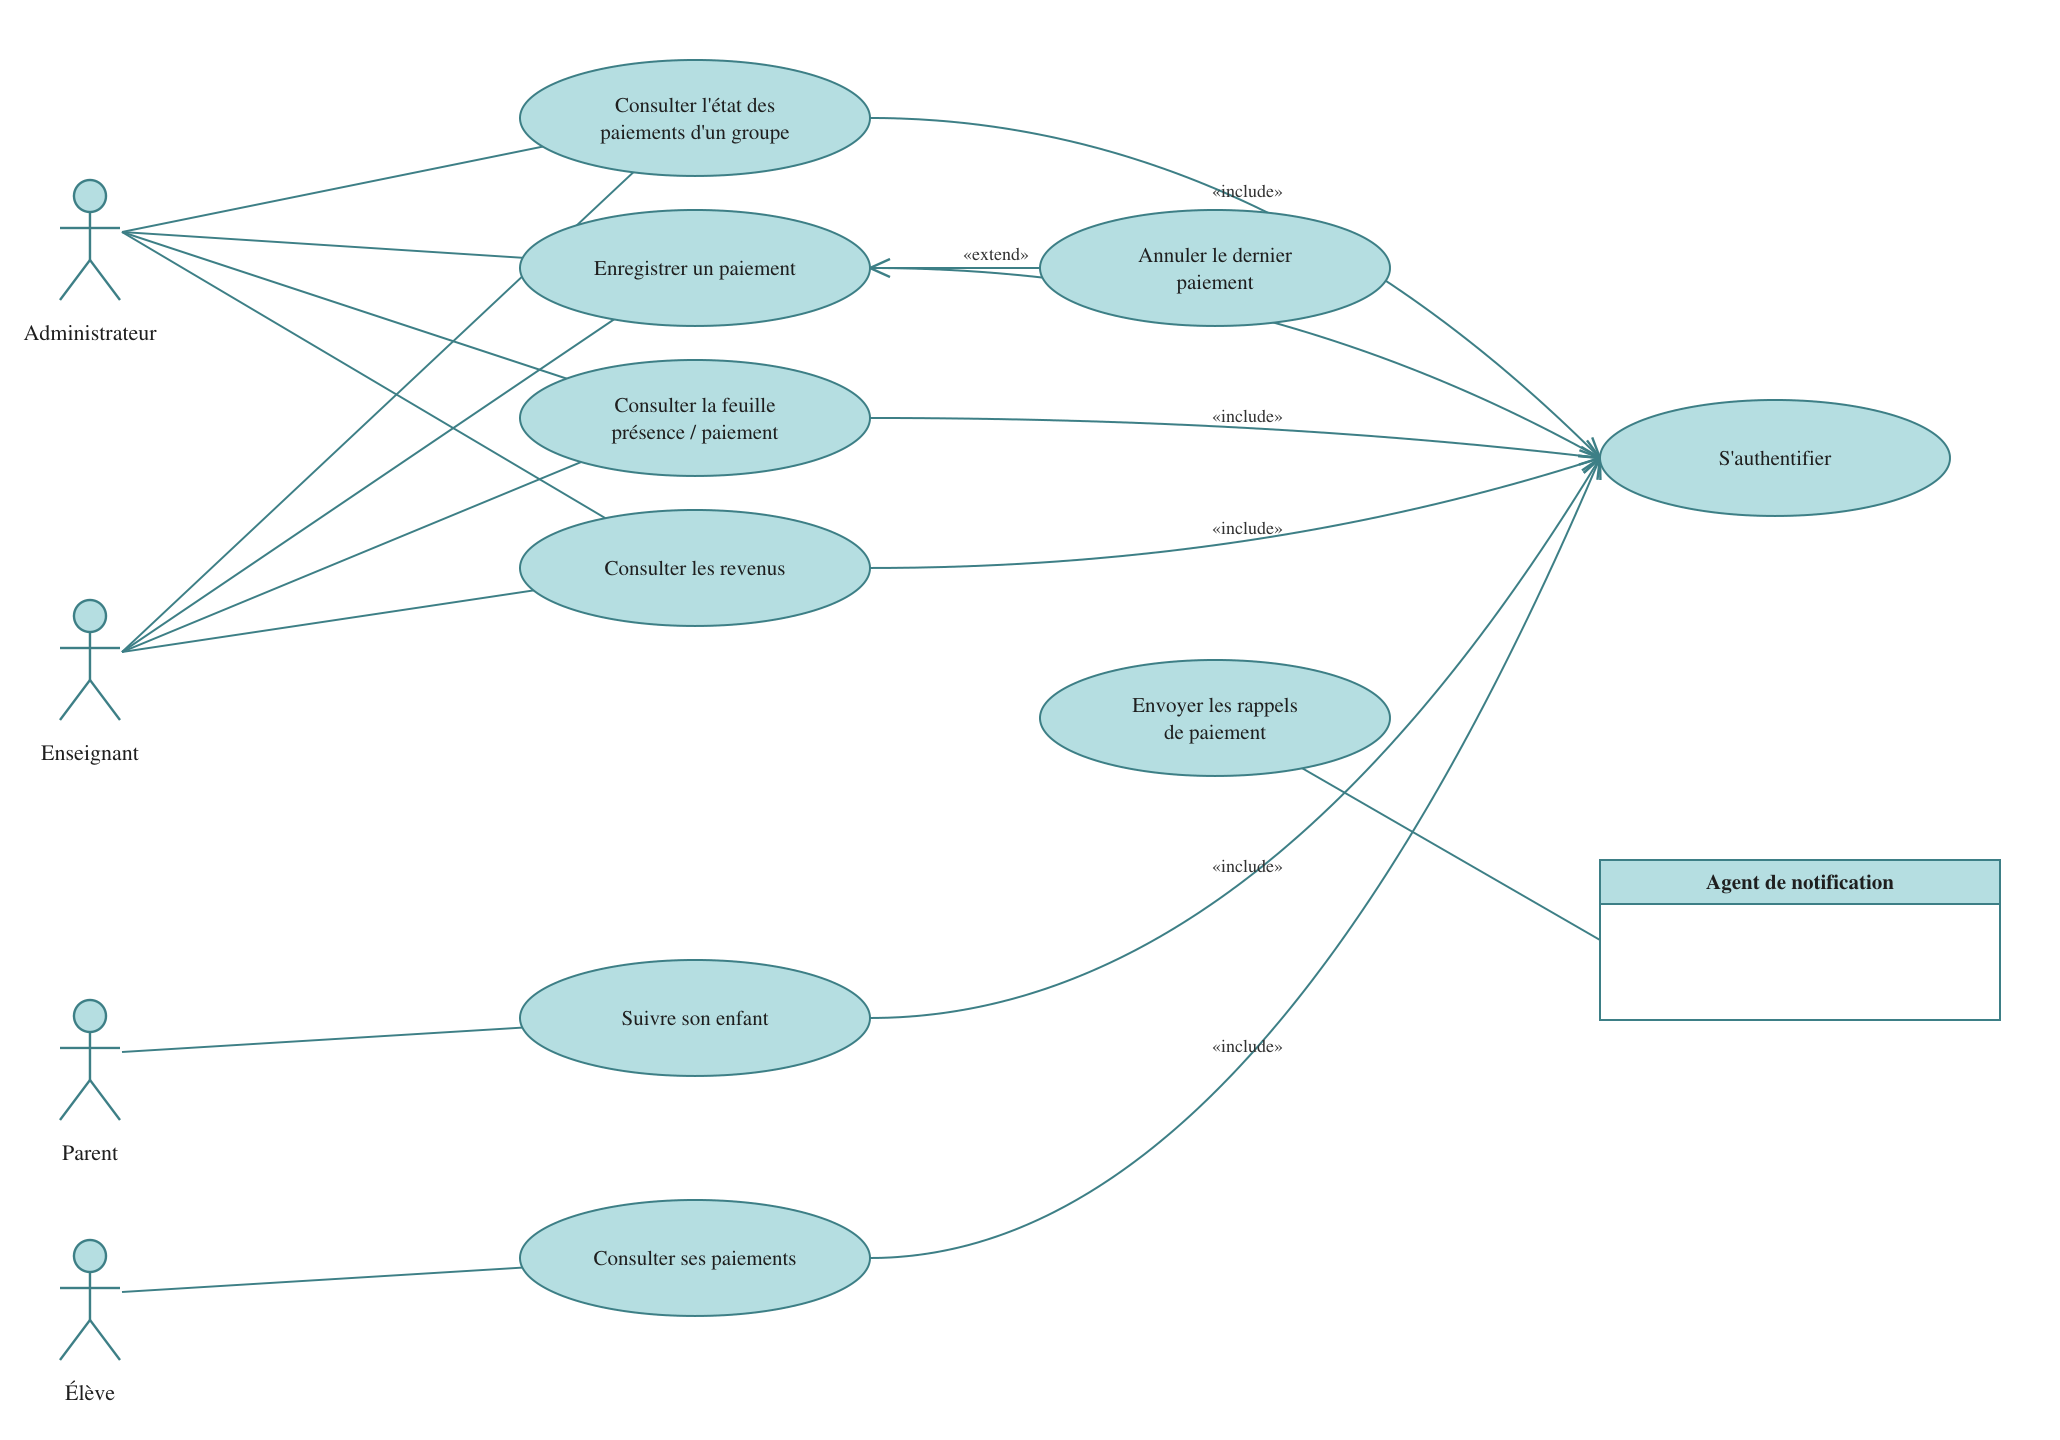 Consulter l'état des
paiements d'un groupe
«include»
Enregistrer un paiement
«extend»
Annuler le dernier
paiement
Administrateur
Consulter la feuille
présence / paiement
«include»
S'authentifier
«include»
Consulter les revenus
Envoyer les rappels
de paiement
Enseignant
«include»
Agent de notification
Suivre son enfant
«include»
Parent
Consulter ses paiements
Élève